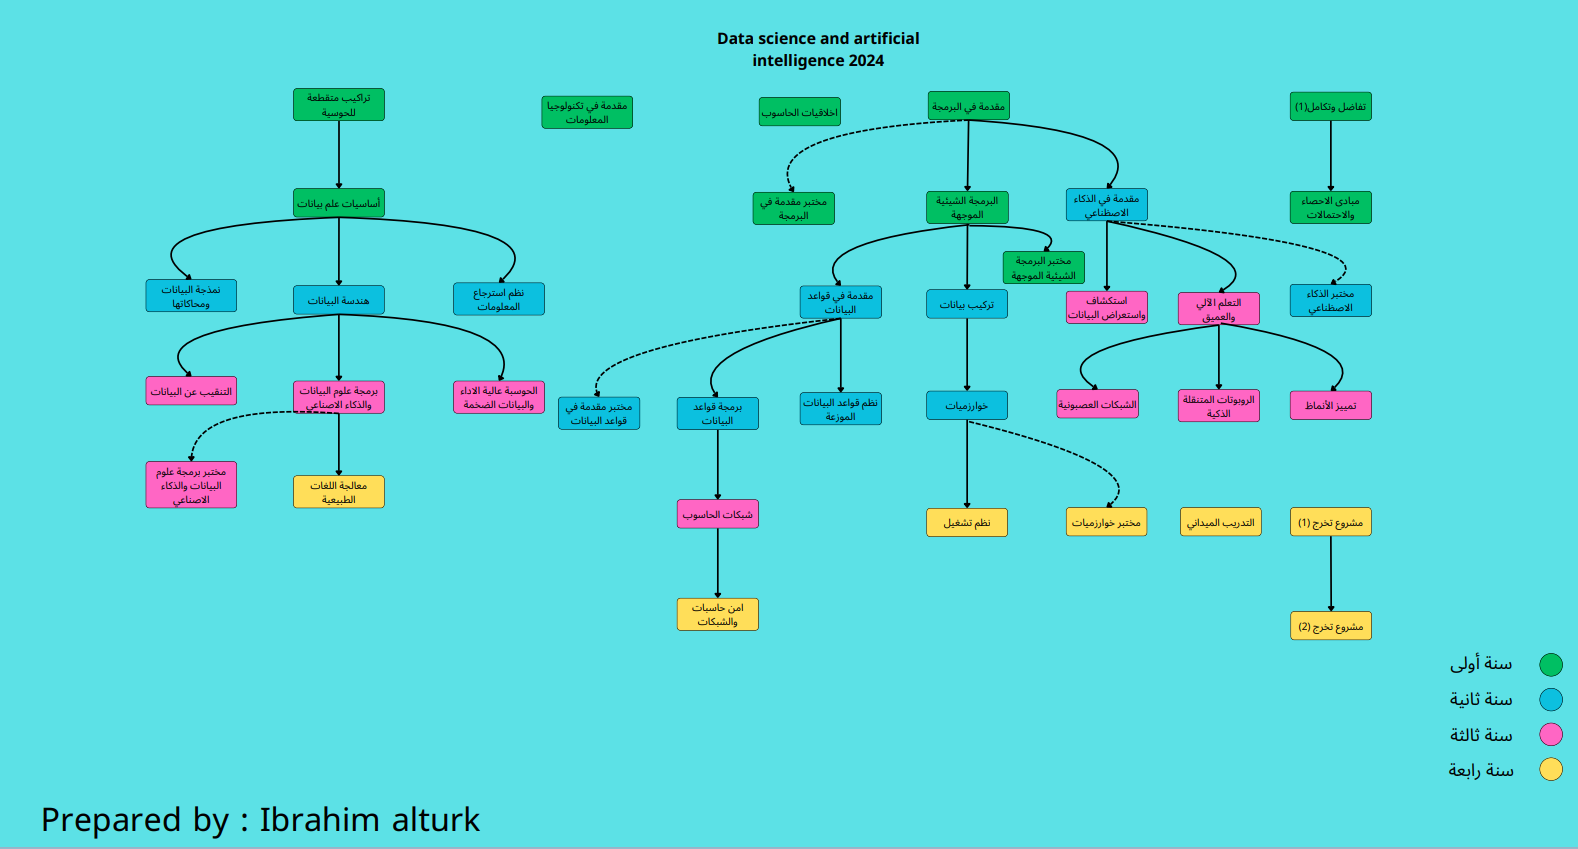 Data science and artificial
intelligence 2024
تراكيب متقطعة
للحوسبة
مقدمة في تكنولوجيا
المعلومات
اخلاقيات الحاسوب
مقدمة في البرمجة
تفاضل وتكامل(1)
أساسيات علم بيانات
مختبر مقدمة في
البرمجة
البرمجة الشيئية
الموجهة
مقدمة في الذكاء
الاصطناعي
مبادى الاحصاء
والاحتمالات
مختبر البرمجة
الشيئية الموجهة
نمذجة البيانات
ومحاكاتها
هندسة البيانات
نظم استرجاع
المعلومات
مقدمة في قواعد
البيانات
تركيب بيانات
استكشاف
واستعراض البيانات
التعلم الآلي
والعميق
مختبر الذكاء
الاصطناعي
التنقيب عن البيانات
برمجة علوم البيانات
والذكاء الاصناعي
الحوسبة عالية الاداء
والبيانات الضخمة
مختبر مقدمة في
قواعد البيانات
برمجة قواعد
البيانات
نظم قواعد البيانات
الموزعة
خوارزميات
الشبكات العصبونية
الروبوتات المتنقلة
الذكية
تمييز الأنماظ
مختبر برمجة علوم
البيانات والذكاء
الاصناعي
معالجة اللغات
الطبيعية
شبكات الحاسوب
نظم تشغيل
مختبر خوارزميات
التدريب الميداني
مشروع تخرج (1)
امن حاسبات
والشبكات
مشروع تخرج (2)
سنة أولى
سنة ثانية
سنة ثالثة
سنة رابعة
Prepared by : Ibrahim alturk